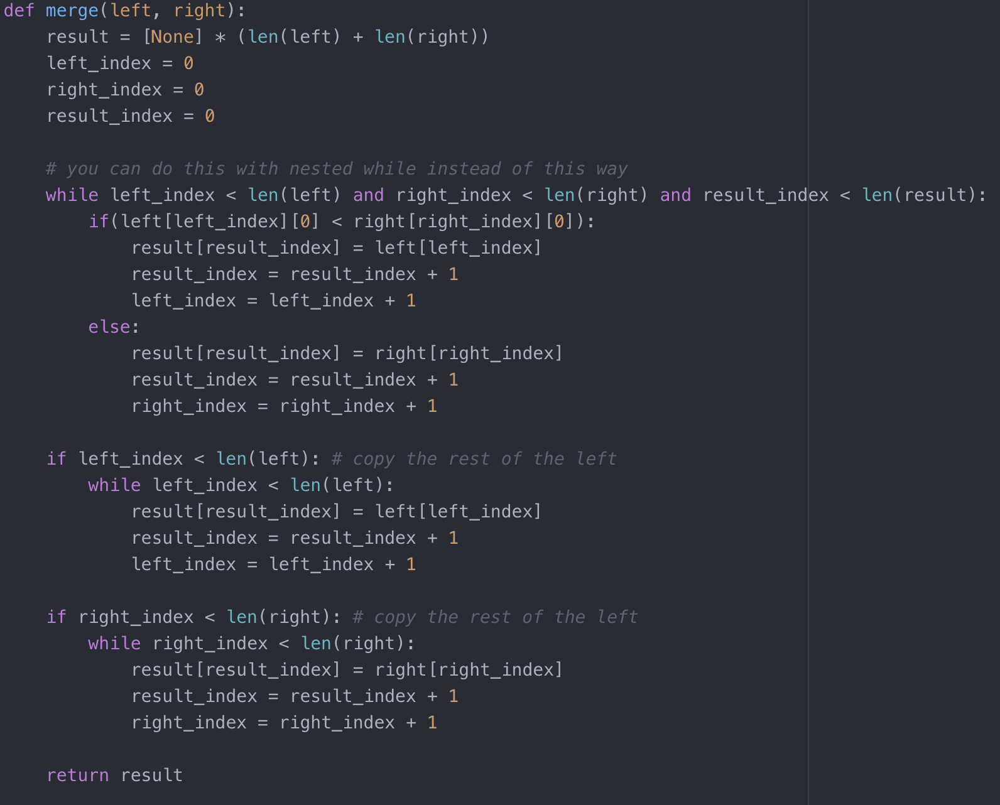 def merge(left, right):
    result = [None] * (len(left) + len(right))
    left_index = 0
    right_index = 0
    result_index = 0

    # you can do this with nested while instead of this way
    while left_index < len(left) and right_index < len(right) and result_index < len(result):
        if(left[left_index][0] < right[right_index][0]):
            result[result_index] = left[left_index]
            result_index = result_index + 1
            left_index = left_index + 1
        else:
            result[result_index] = right[right_index]
            result_index = result_index + 1
            right_index = right_index + 1

    if left_index < len(left): # copy the rest of the left
        while left_index < len(left):
            result[result_index] = left[left_index]
            result_index = result_index + 1
            left_index = left_index + 1

    if right_index < len(right): # copy the rest of the left
        while right_index < len(right):
            result[result_index] = right[right_index]
            result_index = result_index + 1
            right_index = right_index + 1

    return result